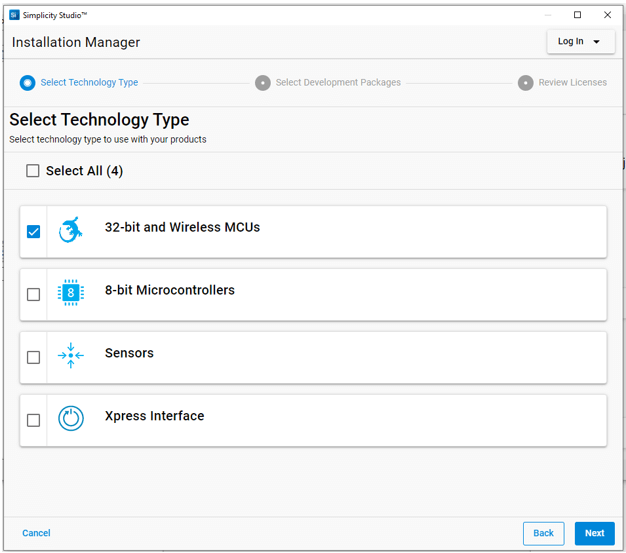 Simplicity Studio™
Installation Manager
Log In
Select Technology Type
Select Development Packages
Review Licenses
Select Technology Type
Select technology type to use with your products
Select All (4)
32-bit and Wireless MCUs
8
8-bit Microcontrollers
Sensors
Xpress Interface
Cancel
Back
Next